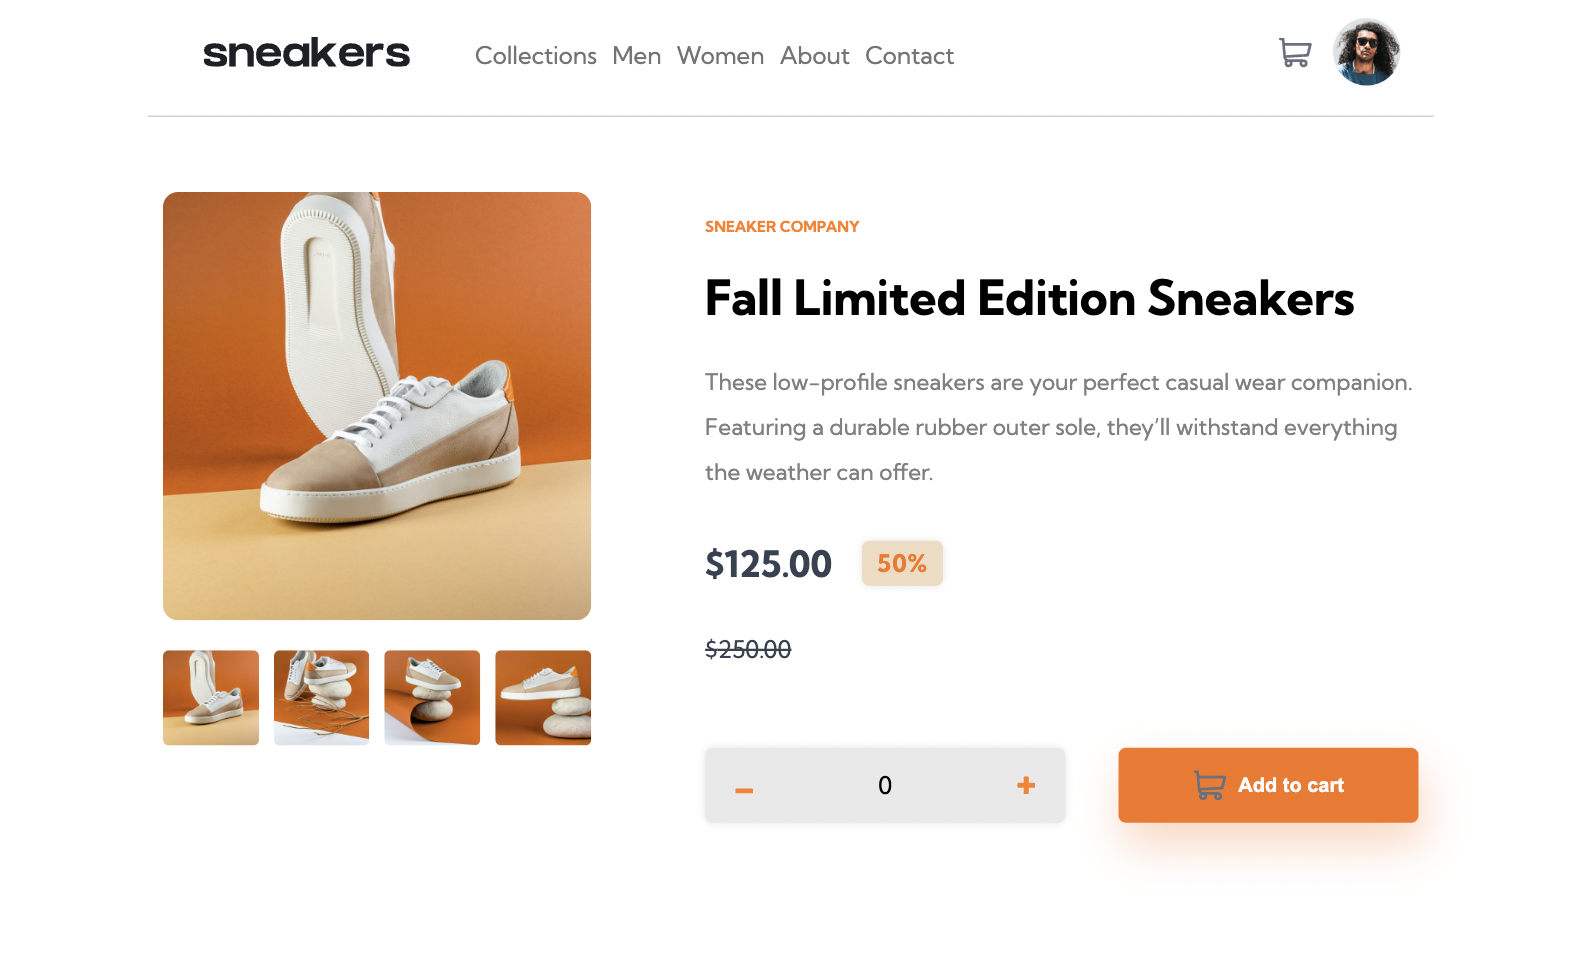 sneakers
Collections Men Women About Contact
SNEAKER COMPANY
Fall Limited Edition Sneakers
These low-profile sneakers are your perfect casual wear companion.
Featuring a durable rubber outer sole, they’ll withstand everything
the weather can offer.
$125.00 50%
$250.00
– 0 +
Add to cart